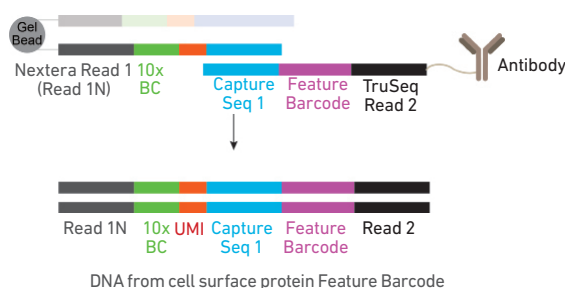 Gel
Bead
Nextera Read 1
(Read 1N)
10x
BC
Capture
Seq 1
Feature
Barcode
TruSeq
Read 2
Antibody
Read 1N
10x
BC
UMI
Capture
Seq 1
Feature
Barcode
Read 2
DNA from cell surface protein Feature Barcode